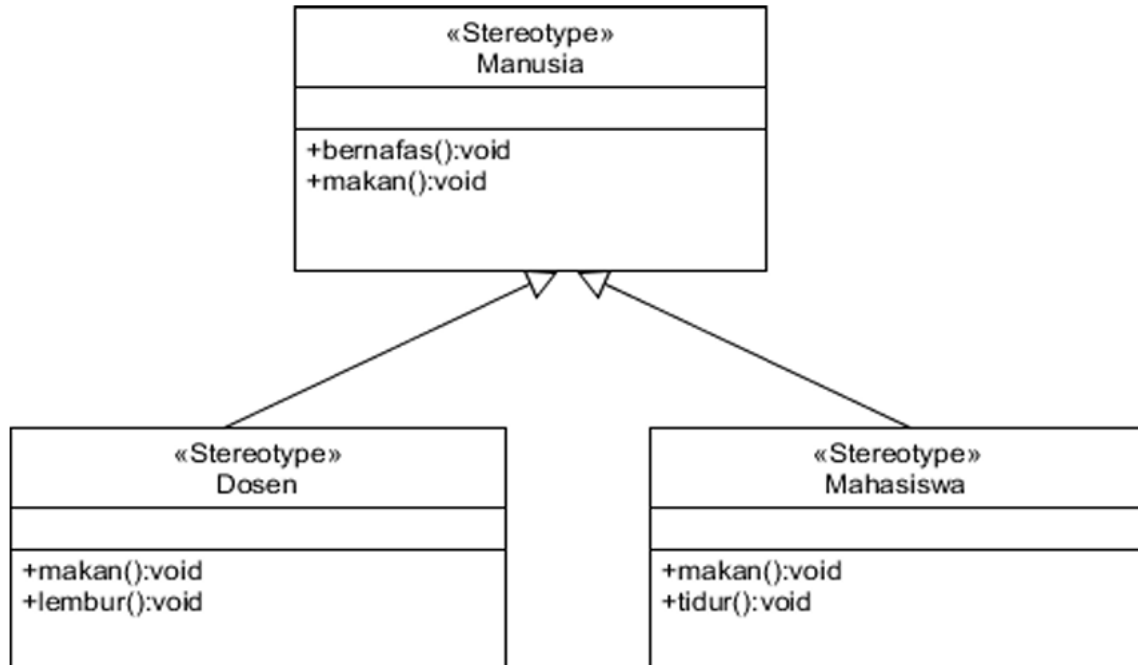 «Stereotype»
Manusia
+bernafas():void
+makan():void
«Stereotype»
Dosen
+makan():void
+lembur():void
«Stereotype»
Mahasiswa
+makan():void
+tidur():void